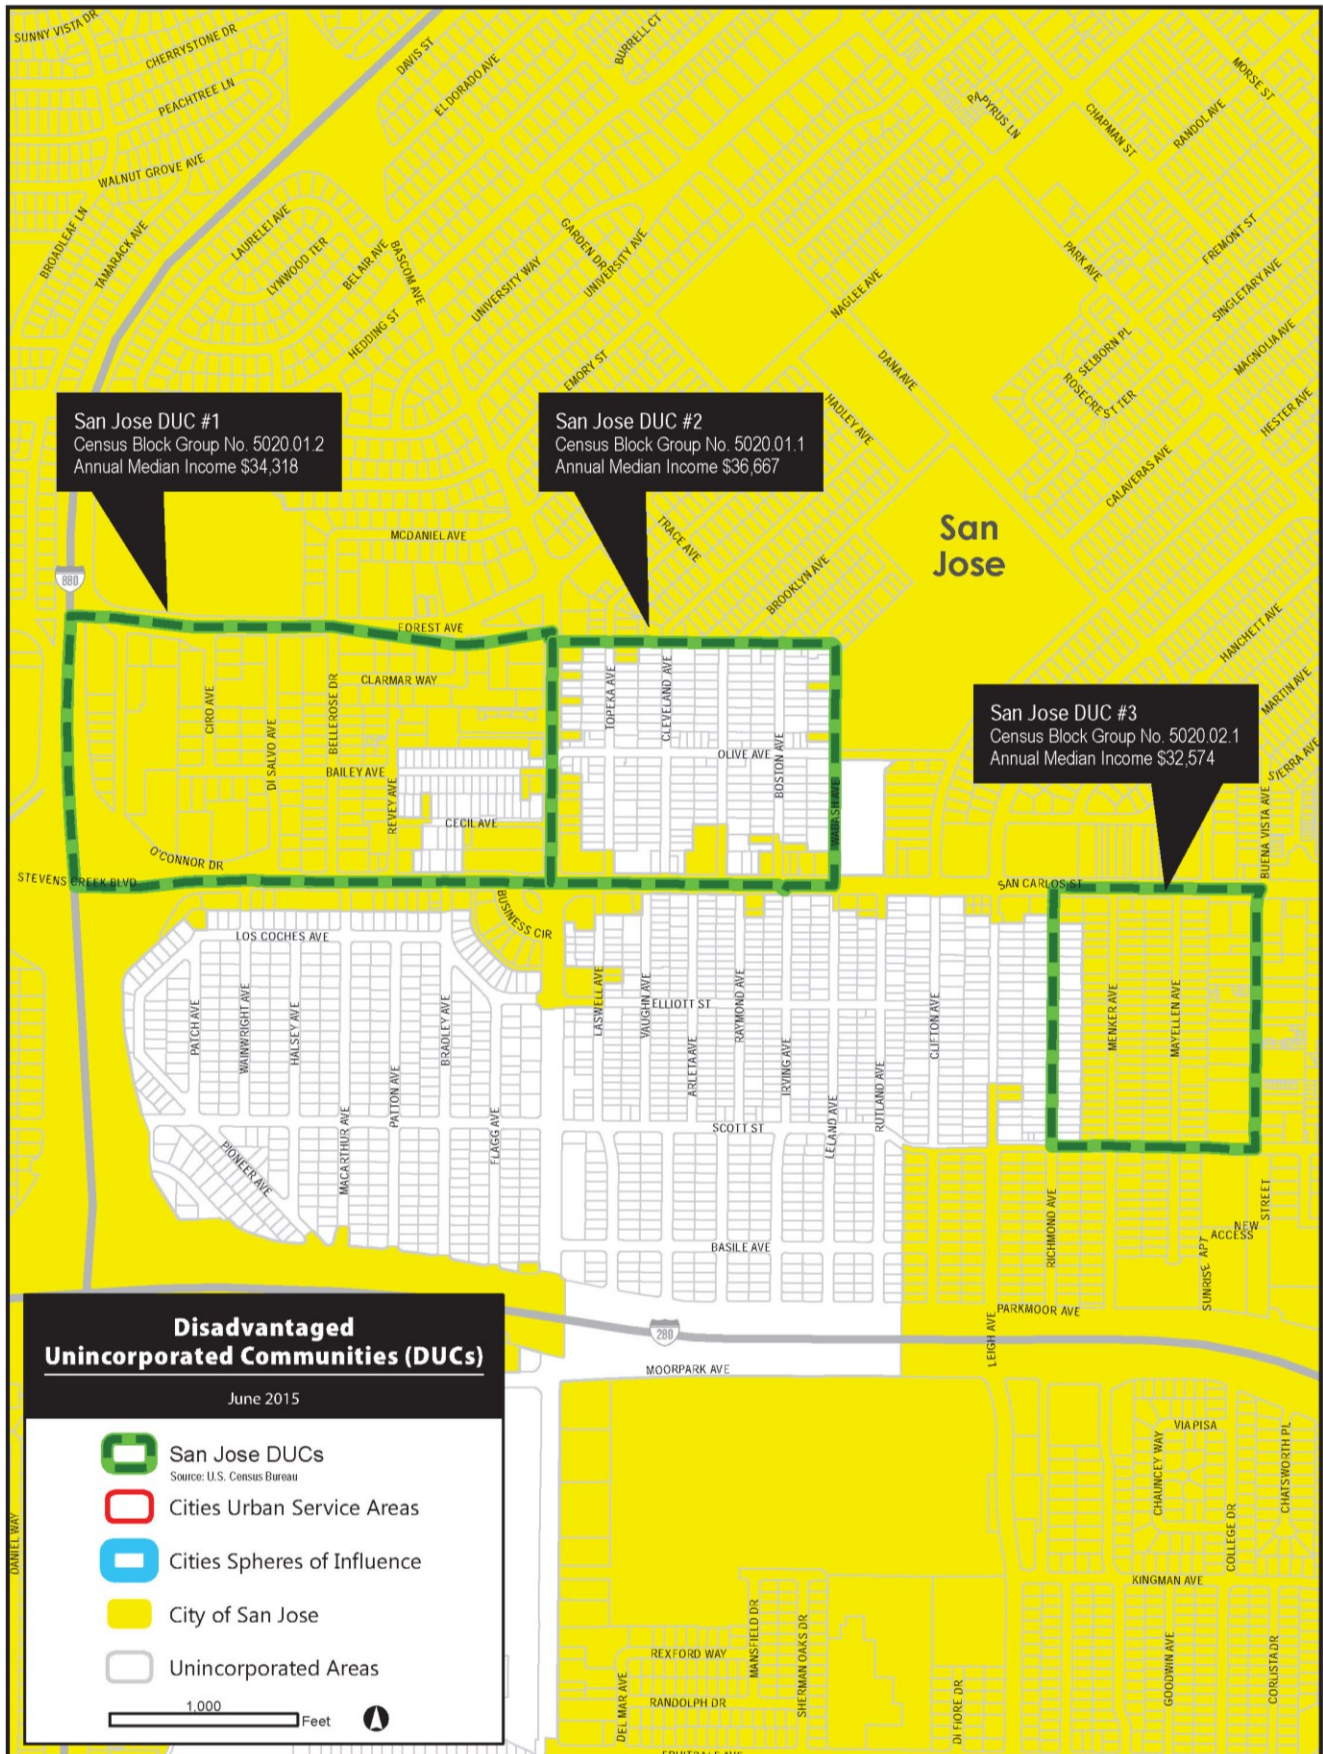 SUNNY VISTA DR
CHERRYSTONE DR
PEACHTREE LN
WALNUT GROVE AVE
BROADLEAF LN
TAMARACK AVE
DAVIS ST
EL DORADO AVE
BURRELL CT
LAURELEI AVE
LYNWOOD TER
BEL AIR AVE
BASCOM AVE
HEDDING ST
UNIVERSITY WAY
GARDEN DR
UNIVERSITY AVE
EMORY ST
PAPYRUS LN
CHAPMAN ST
MORSE ST
RANDOL AVE
PARK AVE
FREMONT ST
SINGLETARY AVE
NAGLEE AVE
DANA AVE
SELBORN PL
ROSECREST TER
MAGNOLIA AVE
HESTER AVE
HADLEY AVE
CALAVERAS AVE
San Jose DUC #1
Census Block Group No. 5020.01.2
Annual Median Income $34,318
San Jose DUC #2
Census Block Group No. 5020.01.1
Annual Median Income $36,667
MCDANIEL AVE
TRACE AVE
BROOKLYN AVE
San
Jose
880
FOREST AVE
HANCHETT AVE
MARTIN AVE
SIERRA AVE
San Jose DUC #3
Census Block Group No. 5020.02.1
Annual Median Income $32,574
CIRO AVE
DI SALVO AVE
BELLEROSE DR
CLARMAR WAY
BAILEY AVE
REVEY AVE
CECIL AVE
O'CONNOR DR
TOPEKA AVE
CLEVELAND AVE
OLIVE AVE
BOSTON AVE
WABASH AVE
BUENA VISTA AVE
STEVENS CREEK BLVD
SAN CARLOS ST
BUSINESS CIR
LOS COCHES AVE
PATCH AVE
WAINWRIGHT AVE
HALSEY AVE
MACARTHUR AVE
PATTON AVE
BRADLEY AVE
FLAGG AVE
PIONEER AVE
LASWELL AVE
VAUGHN AVE
ELLIOTT ST
ARLETA AVE
RAYMOND AVE
IRVING AVE
LELAND AVE
RUTLAND AVE
CLIFTON AVE
MENKER AVE
MAYELLEN AVE
SCOTT ST
BASILE AVE
RICHMOND AVE
SUNRISE APT
NEW
ACCESS
STREET
PARKMOOR AVE
LEIGH AVE
280
MOORPARK AVE
Disadvantaged
Unincorporated Communities (DUCs)
June 2015
San Jose DUCs
Source: U.S. Census Bureau
Cities Urban Service Areas
Cities Spheres of Influence
City of San Jose
Unincorporated Areas
1,000
Feet
DANIEL WAY
VIA PISA
CHAUNCEY WAY
CHATSWORTH PL
COLLEGE DR
KINGMAN AVE
REXFORD WAY
MANSFIELD DR
SHERMAN OAKS DR
RANDOLPH DR
DEL MAR AVE
DI FIORE DR
GOODWIN AVE
CORLISTA DR